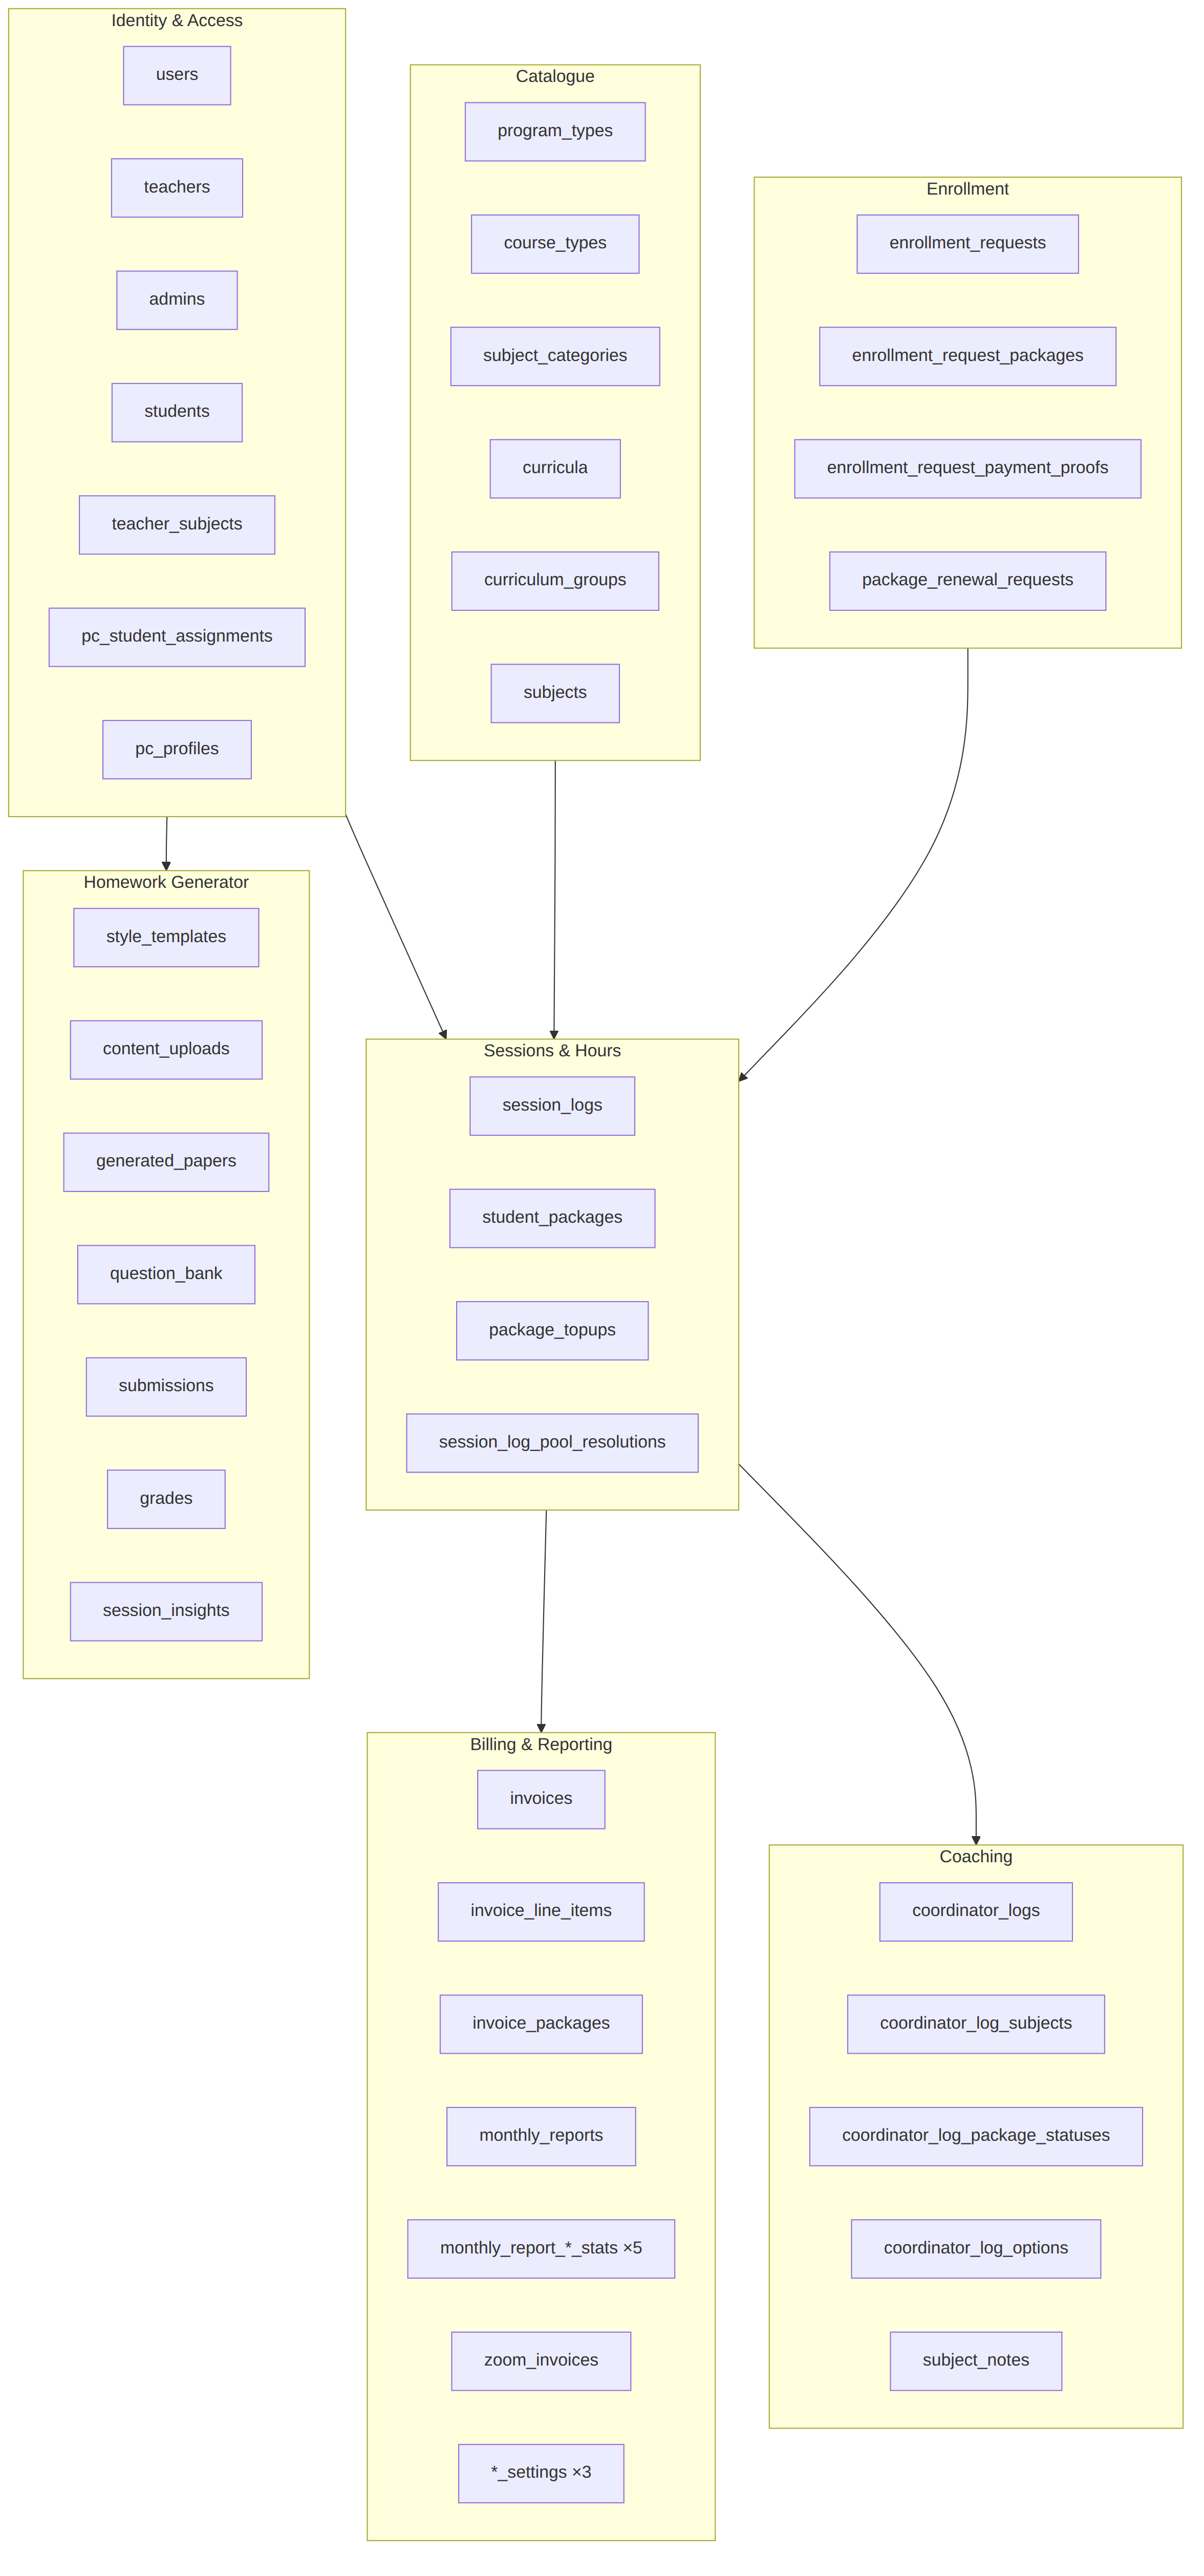 Identity & Access
users
teachers
admins
students
teacher_subjects
pc_student_assignments
pc_profiles
Catalogue
program_types
course_types
subject_categories
curricula
curriculum_groups
subjects
Enrollment
enrollment_requests
enrollment_request_packages
enrollment_request_payment_proofs
package_renewal_requests
Homework Generator
style_templates
content_uploads
generated_papers
question_bank
submissions
grades
session_insights
Sessions & Hours
session_logs
student_packages
package_topups
session_log_pool_resolutions
Billing & Reporting
invoices
invoice_line_items
invoice_packages
monthly_reports
monthly_report_*_stats ×5
zoom_invoices
*_settings ×3
Coaching
coordinator_logs
coordinator_log_subjects
coordinator_log_package_statuses
coordinator_log_options
subject_notes